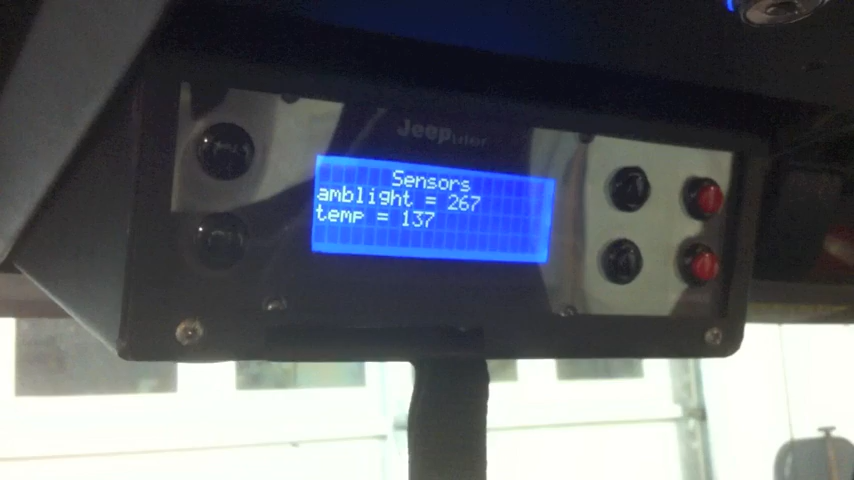 Jeeputer
Sensors
amblight = 267
temp = 137